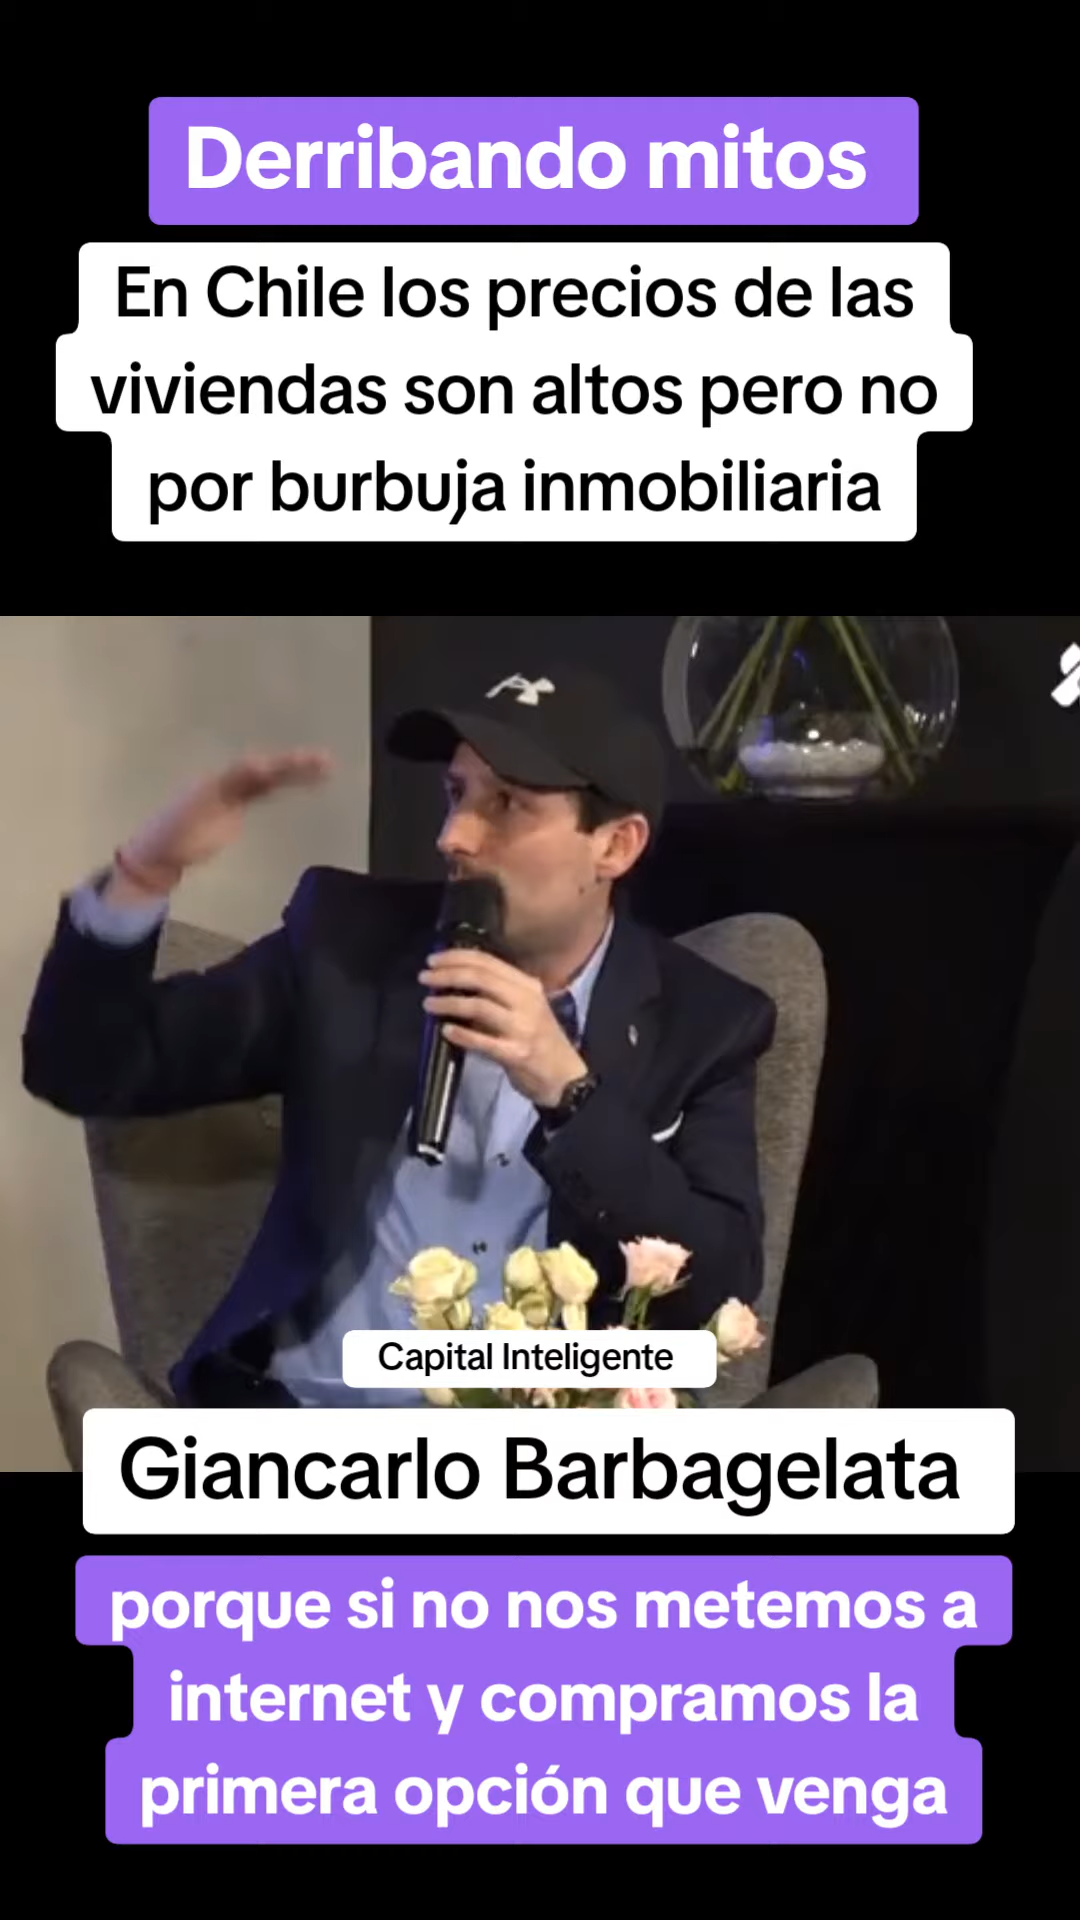 Derribando mitos
En Chile los precios de las
viviendas son altos pero no
por burbuja inmobiliaria
Capital Inteligente
Giancarlo Barbagelata
porque si no nos metemos a
internet y compramos la
primera opción que venga